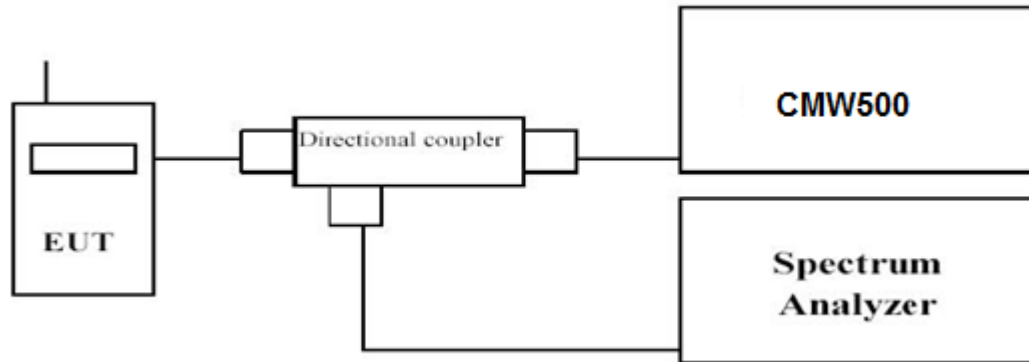 CMW500
Directional coupler
EUT
Spectrum
Analyzer